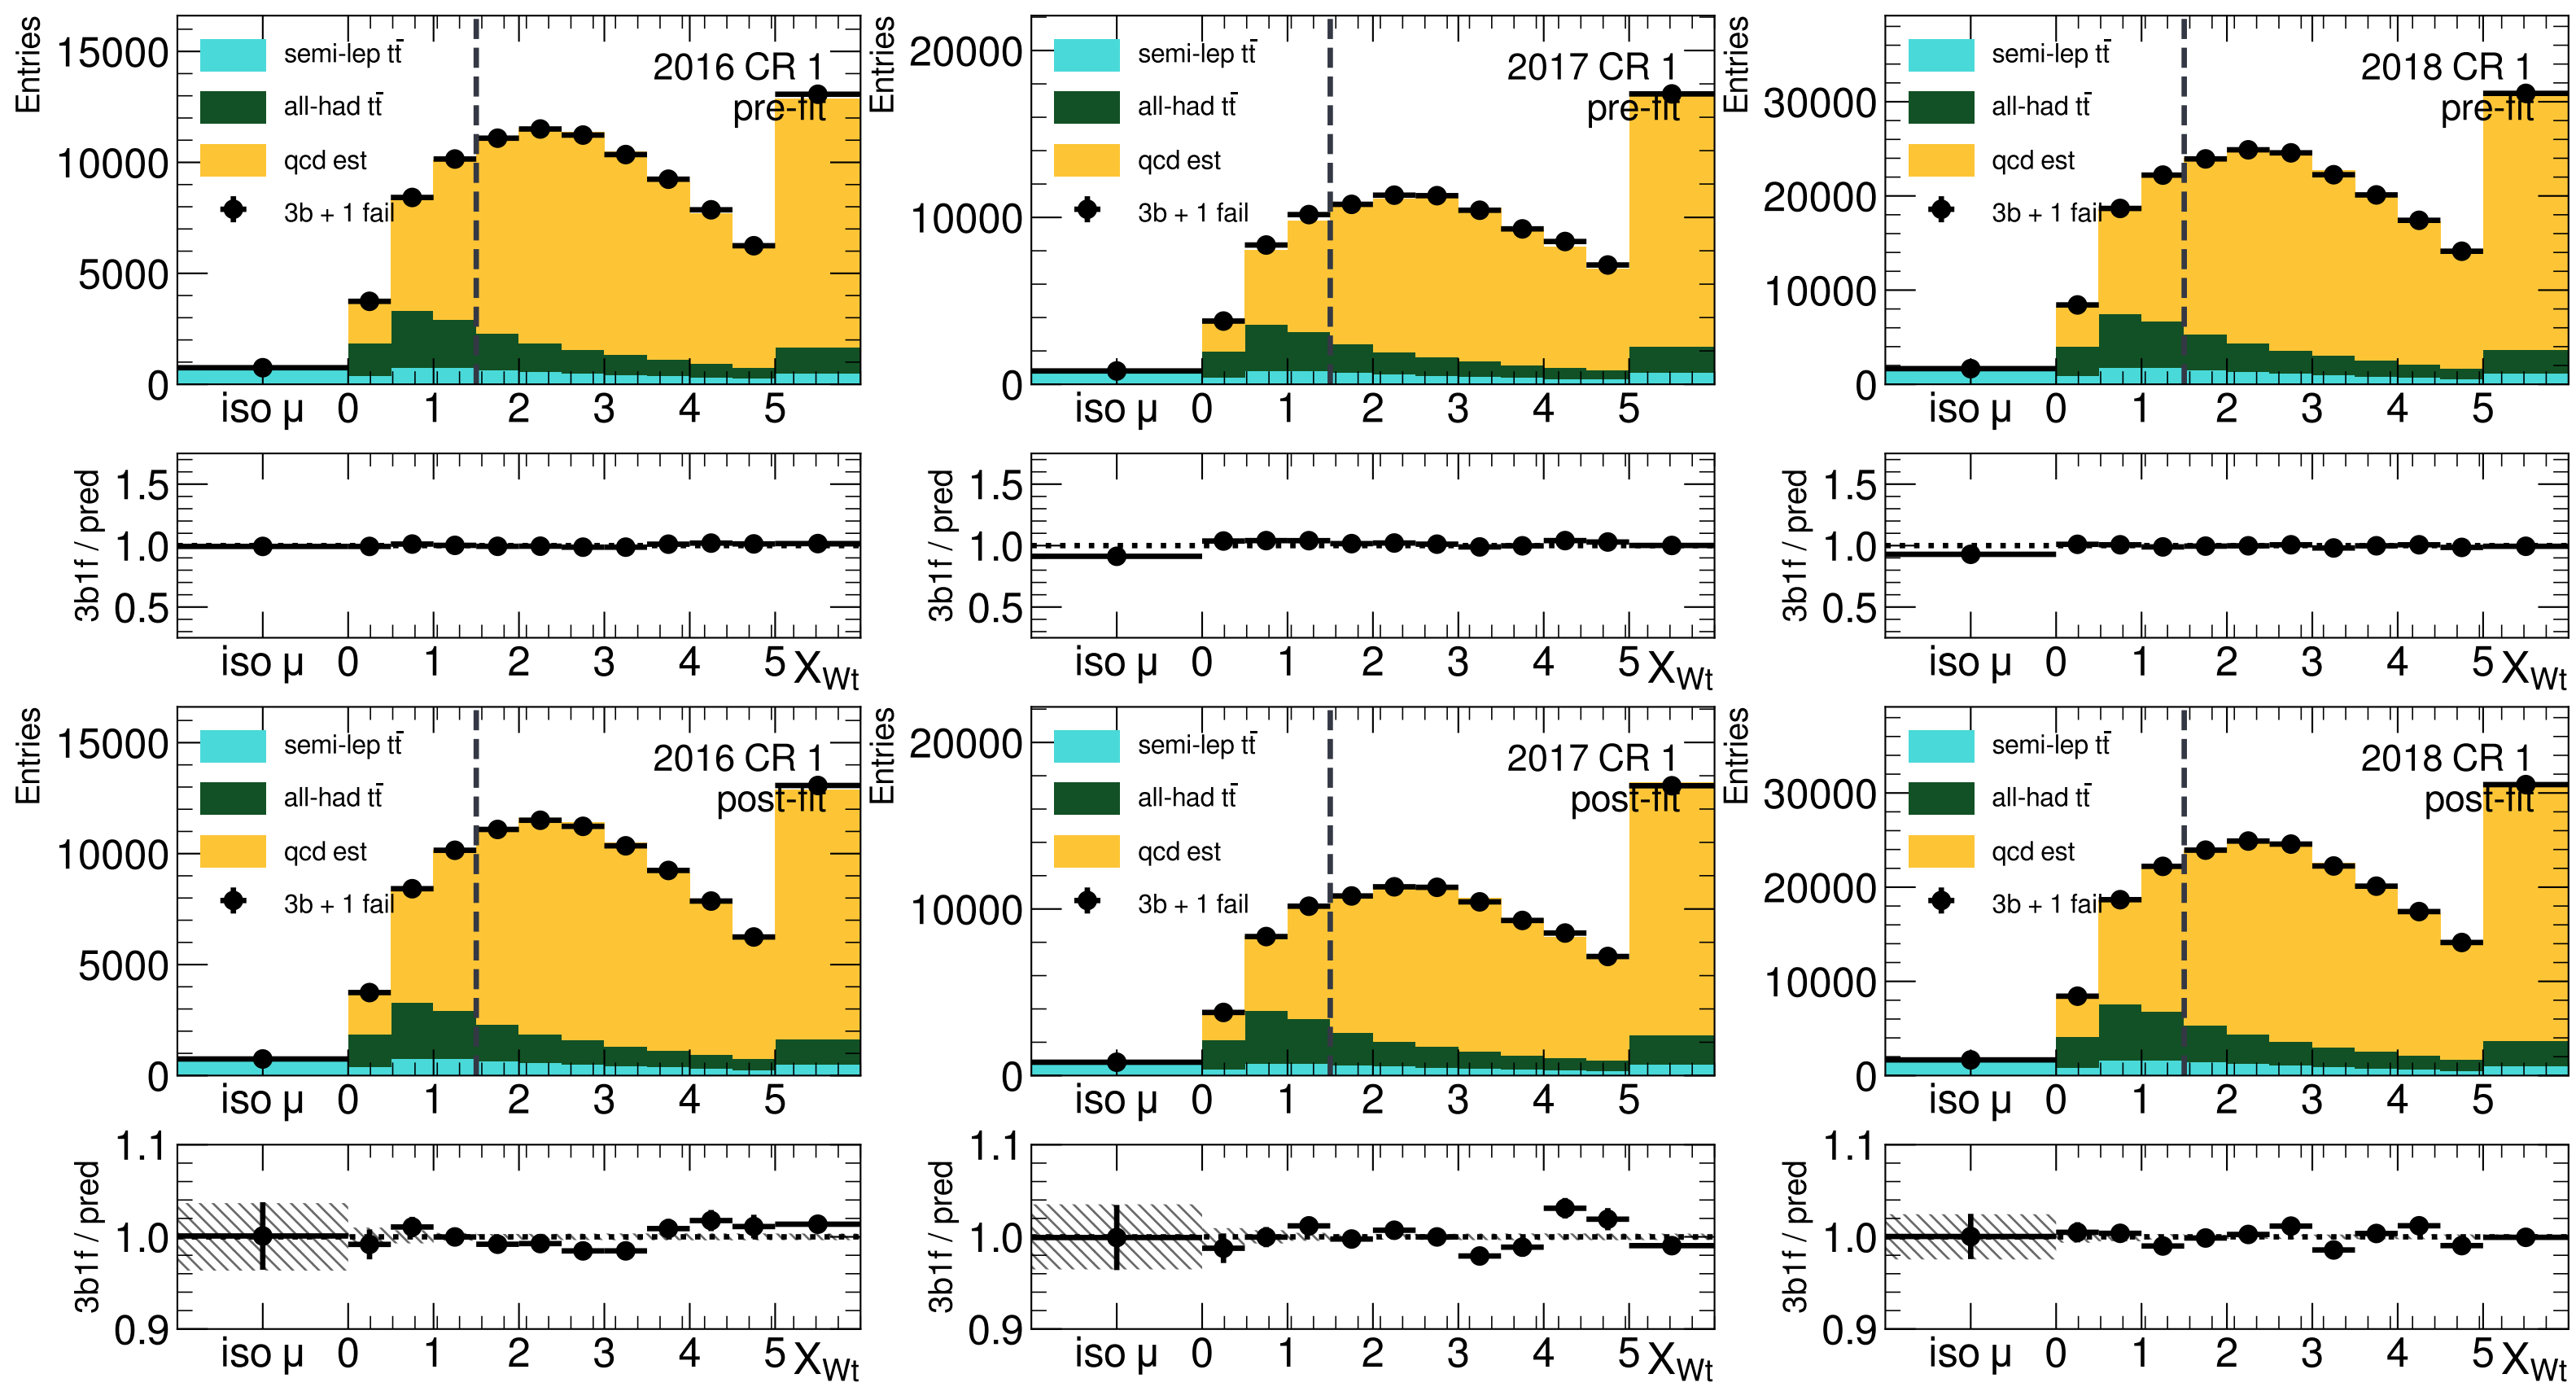 Entries
15000
10000
5000
0
semi-lep tt̄
all-had tt̄
qcd est
3b + 1 fail
2016 CR 1
pre-fit
iso μ 0 1 2 3 4 5
Entries
20000
10000
0
semi-lep tt̄
all-had tt̄
qcd est
3b + 1 fail
2017 CR 1
pre-fit
iso μ 0 1 2 3 4 5
Entries
30000
20000
10000
0
semi-lep tt̄
all-had tt̄
qcd est
3b + 1 fail
2018 CR 1
pre-fit
iso μ 0 1 2 3 4 5
3b1f / pred
1.5
1.0
0.5
iso μ 0 1 2 3 4 5 X_Wt
3b1f / pred
1.5
1.0
0.5
iso μ 0 1 2 3 4 5 X_Wt
3b1f / pred
1.5
1.0
0.5
iso μ 0 1 2 3 4 5 X_Wt
Entries
15000
10000
5000
0
semi-lep tt̄
all-had tt̄
qcd est
3b + 1 fail
2016 CR 1
post-fit
iso μ 0 1 2 3 4 5
Entries
20000
10000
0
semi-lep tt̄
all-had tt̄
qcd est
3b + 1 fail
2017 CR 1
post-fit
iso μ 0 1 2 3 4 5
Entries
30000
20000
10000
0
semi-lep tt̄
all-had tt̄
qcd est
3b + 1 fail
2018 CR 1
post-fit
iso μ 0 1 2 3 4 5
3b1f / pred
1.1
1.0
0.9
iso μ 0 1 2 3 4 5 X_Wt
3b1f / pred
1.1
1.0
0.9
iso μ 0 1 2 3 4 5 X_Wt
3b1f / pred
1.1
1.0
0.9
iso μ 0 1 2 3 4 5 X_Wt